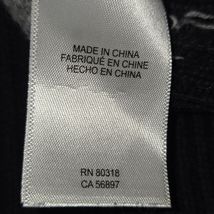 MADE IN CHINA
FABRIQUÉ EN CHINE
HECHO EN CHINA
RN 80318
CA 56897